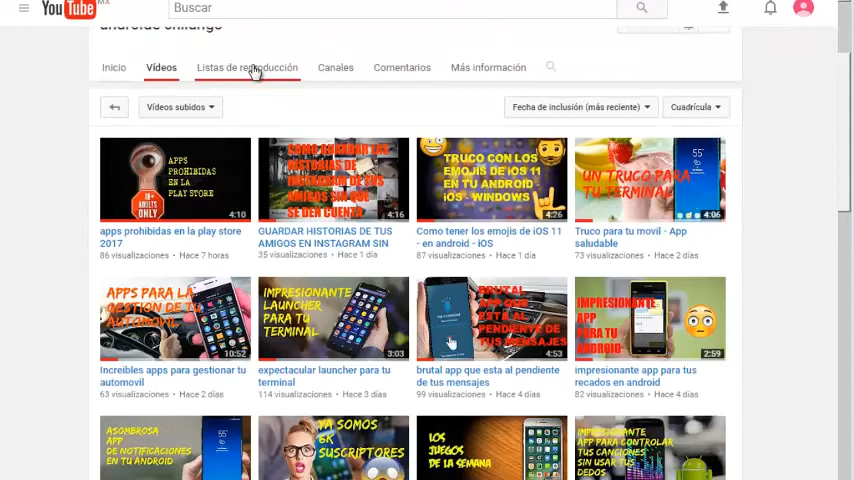 YouTube MX
Buscar
androide chilango
Inicio
Vídeos
Listas de reproducción
Canales
Comentarios
Más información
Vídeos subidos
Fecha de inclusión (más reciente)
Cuadrícula
APPS
PROHIBIDAS
EN LA
PLAY STORE
18+
ADULTS
ONLY
4:10
COMO GUARDAR LAS
HISTORIAS DE
INSTAGRAM DE TUS
AMIGOS SIN QUE
SE DEN CUENTA
4:16
TRUCO CON LOS
EMOJIS DE iOS 11
EN TU ANDROID -
iOS - WINDOWS
4:26
UN TRUCO PARA
TU TERMINAL
55°
4:06
apps prohibidas en la play store
2017
86 visualizaciones • Hace 7 horas
GUARDAR HISTORIAS DE TUS
AMIGOS EN INSTAGRAM SIN
35 visualizaciones • Hace 1 día
Como tener los emojis de iOS 11
- en android - iOS
87 visualizaciones • Hace 1 día
Truco para tu movil - App
saludable
73 visualizaciones • Hace 2 días
APPS PARA LA
GESTION DE TU
AUTOMOVIL
10:52
IMPRESIONANTE
LAUNCHER
PARA TU
TERMINAL
3:03
BRUTAL
APP QUE
ESTA AL
PENDIENTE
DE TUS
MENSAJES
4:53
IMPRESIONANTE
APP
PARA TU
ANDROID
2:59
Increibles apps para gestionar tu
automovil
63 visualizaciones • Hace 2 días
expectacular launcher para tu
terminal
114 visualizaciones • Hace 3 días
brutal app que esta al pendiente
de tus mensajes
99 visualizaciones • Hace 4 días
impresionante app para tus
recados en android
82 visualizaciones • Hace 4 días
ASOMBROSA
APP
DE NOTIFICACIONES
EN TU ANDROID
55°
YA SOMOS
6K
SUSCRIPTORES
LOS
JUEGOS
DE LA SEMANA
IMPRESIONANTE
APP PARA CONTROLAR
TUS CANCIONES
SIN USAR TUS
DEDOS